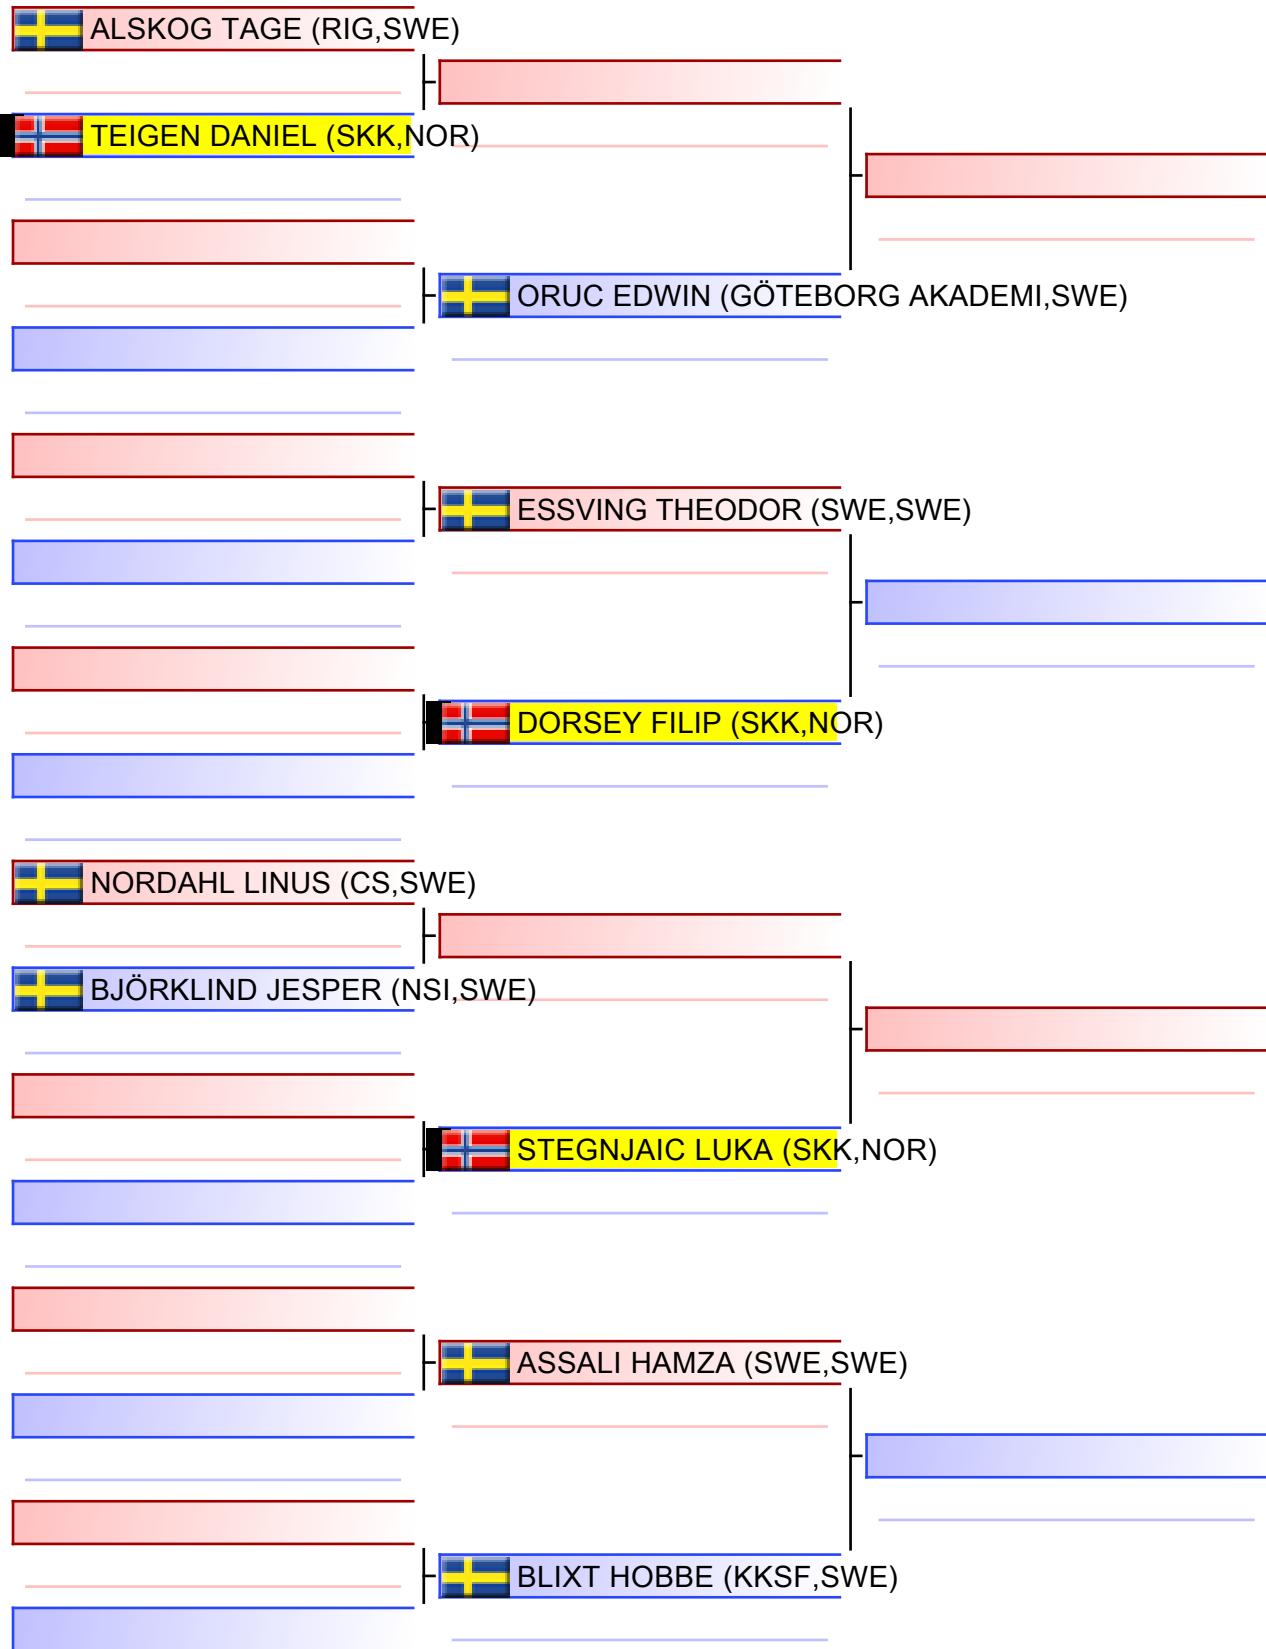 ALSKOG TAGE (RIG,SWE)
TEIGEN DANIEL (SKK,NOR)
ORUC EDWIN (GÖTEBORG AKADEMI,SWE)
ESSVING THEODOR (SWE,SWE)
DORSEY FILIP (SKK,NOR)
NORDAHL LINUS (CS,SWE)
BJÖRKLIND JESPER (NSI,SWE)
STEGNJAIC LUKA (SKK,NOR)
ASSALI HAMZA (SWE,SWE)
BLIXT HOBBE (KKSF,SWE)